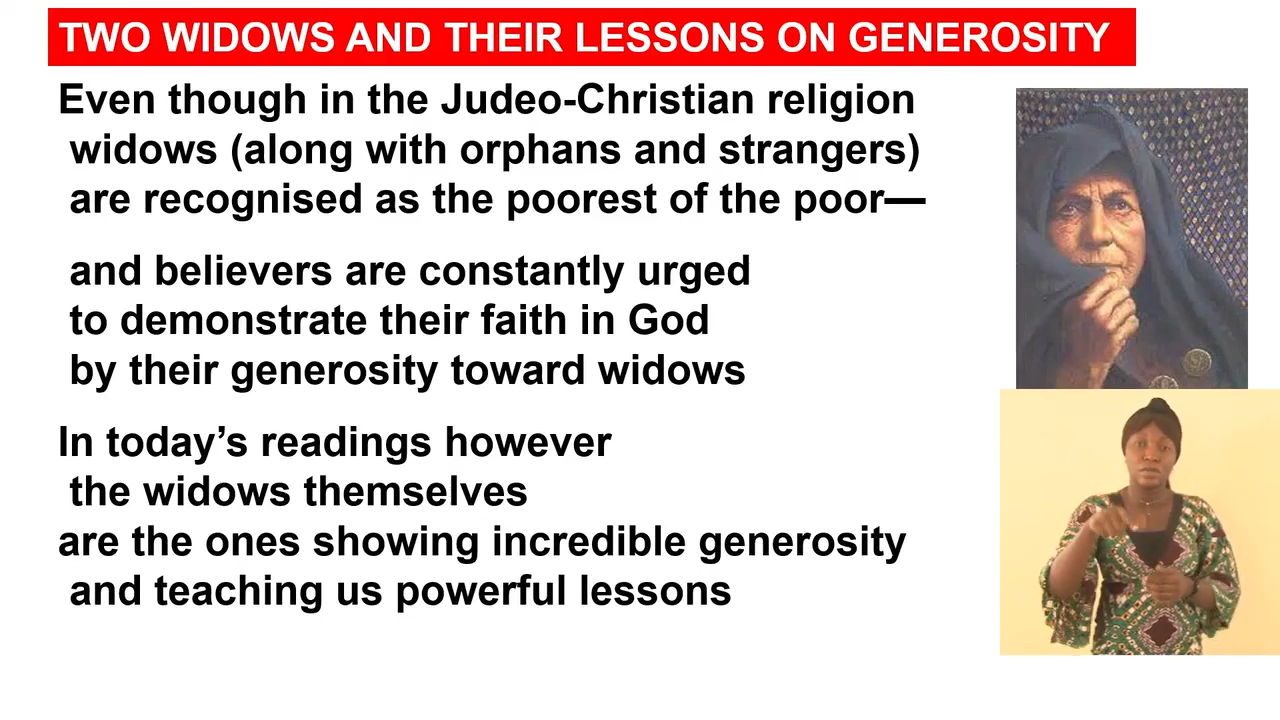 TWO WIDOWS AND THEIR LESSONS ON GENEROSITY
Even though in the Judeo-Christian religion
widows (along with orphans and strangers)
are recognised as the poorest of the poor—
and believers are constantly urged
to demonstrate their faith in God
by their generosity toward widows
In today’s readings however
the widows themselves
are the ones showing incredible generosity
and teaching us powerful lessons